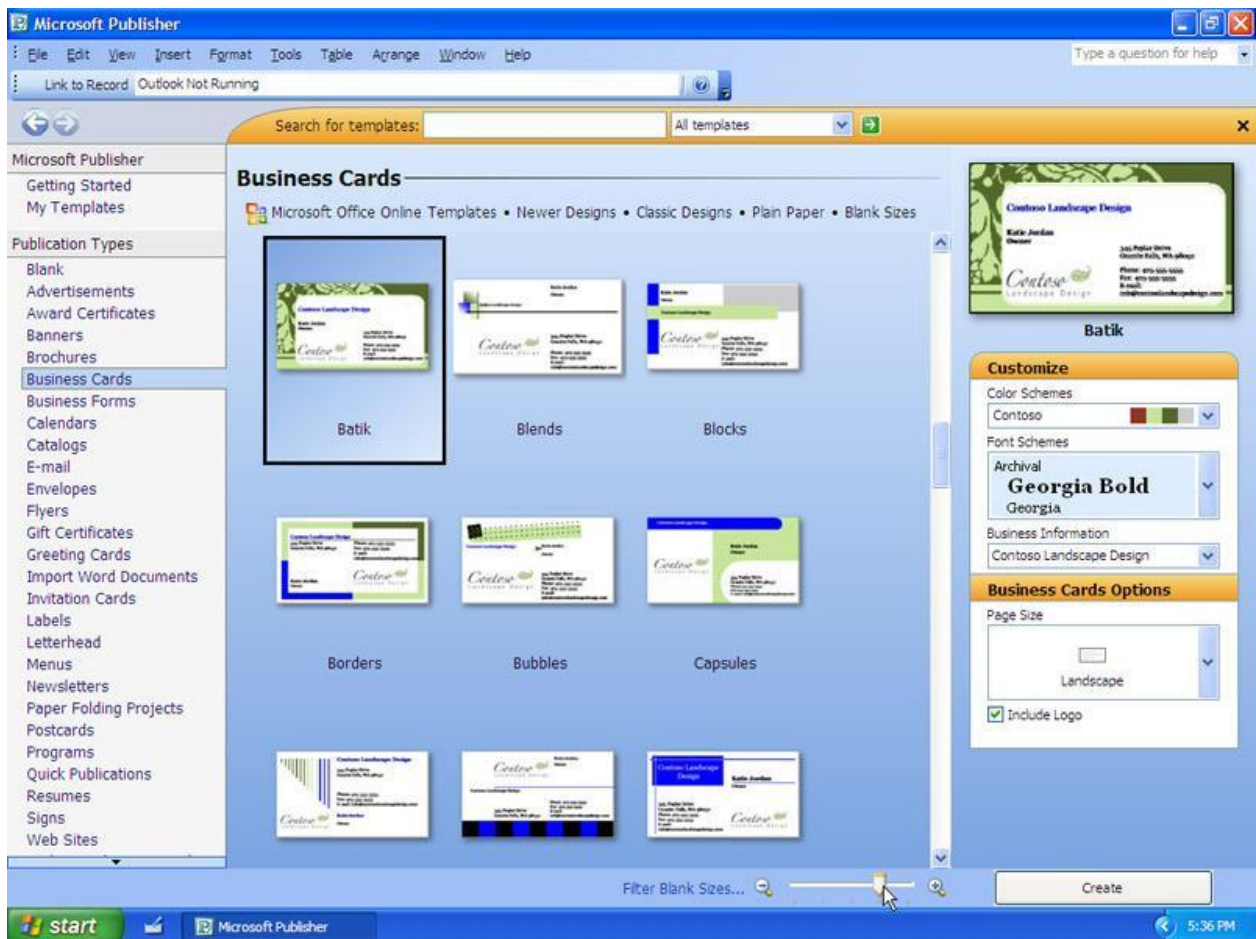 Microsoft Publisher
File Edit View Insert Format Tools Table Arrange Window Help
Type a question for help
Link to Record Outlook Not Running
Search for templates:
All templates
Microsoft Publisher
Getting Started
My Templates
Publication Types
Blank
Advertisements
Award Certificates
Banners
Brochures
Business Cards
Business Forms
Calendars
Catalogs
E-mail
Envelopes
Flyers
Gift Certificates
Greeting Cards
Import Word Documents
Invitation Cards
Labels
Letterhead
Menus
Newsletters
Paper Folding Projects
Postcards
Programs
Quick Publications
Resumes
Signs
Web Sites
Business Cards
Microsoft Office Online Templates • Newer Designs • Classic Designs • Plain Paper • Blank Sizes
Batik
Blends
Blocks
Borders
Bubbles
Capsules
Contoso Landscape Design
Katie Jordan
Owner
Contoso
Landscape Design
Batik
Customize
Color Schemes
Contoso
Font Schemes
Archival
Georgia Bold
Georgia
Business Information
Contoso Landscape Design
Business Cards Options
Page Size
Landscape
Include Logo
Filter Blank Sizes...
Create
start
Microsoft Publisher
5:36 PM